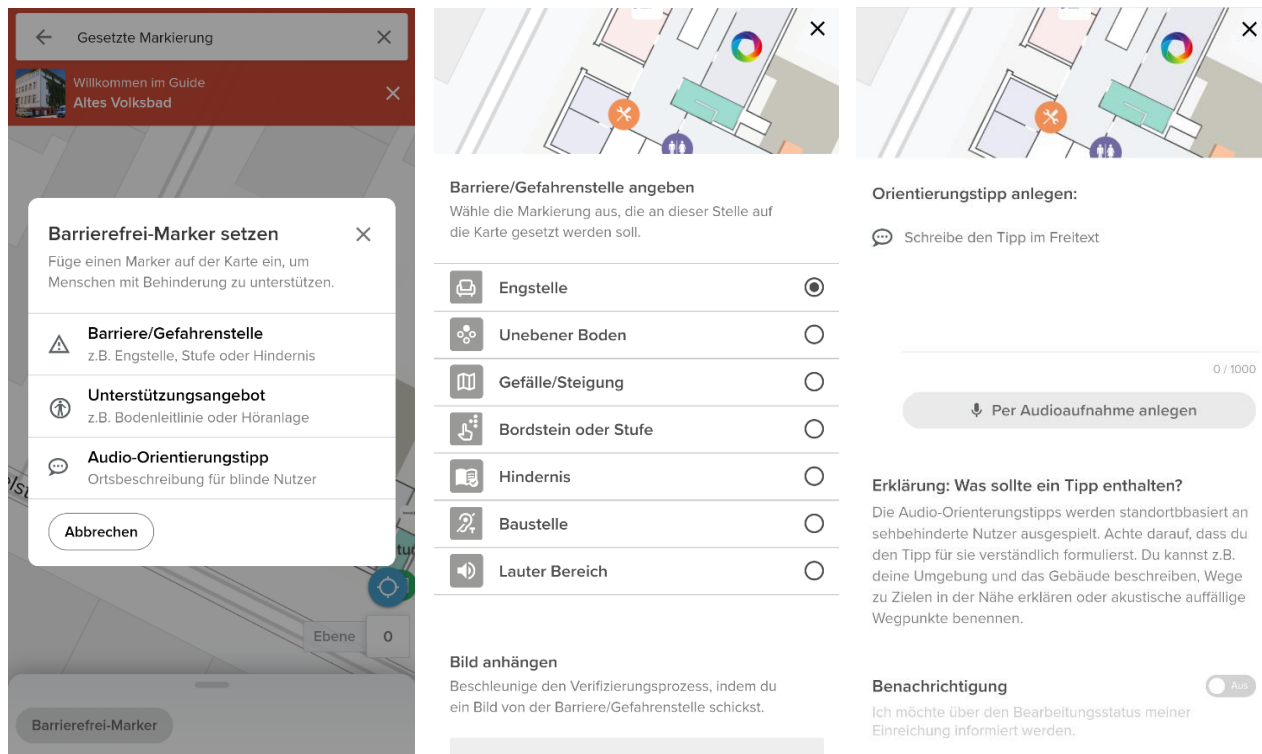 Gesetzte Markierung
Willkommen im Guide
Altes Volksbad
Barrierefrei-Marker setzen
Füge einen Marker auf der Karte ein, um
Menschen mit Behinderung zu unterstützen.
Barriere/Gefahrenstelle
z.B. Engstelle, Stufe oder Hindernis
Unterstützungsangebot
z.B. Bodenleitlinie oder Höranlage
Audio-Orientierungstipp
Ortsbeschreibung für blinde Nutzer
Abbrechen
Ebene 0
Barrierefrei-Marker
Barriere/Gefahrenstelle angeben
Wähle die Markierung aus, die an dieser Stelle auf
die Karte gesetzt werden soll.
Engstelle
Unebener Boden
Gefälle/Steigung
Bordstein oder Stufe
Hindernis
Baustelle
Lauter Bereich
Bild anhängen
Beschleunige den Verifizierungsprozess, indem du
ein Bild von der Barriere/Gefahrenstelle schickst.
Orientierungstipp anlegen:
Schreibe den Tipp im Freitext
0 / 1000
Per Audioaufnahme anlegen
Erklärung: Was sollte ein Tipp enthalten?
Die Audio-Orienterungstipps werden standortbbasiert an
sehbehinderte Nutzer ausgespielt. Achte darauf, dass du
den Tipp für sie verständlich formulierst. Du kannst z.B.
deine Umgebung und das Gebäude beschreiben, Wege
zu Zielen in der Nähe erklären oder akustische auffällige
Wegpunkte benennen.
Benachrichtigung
Aus
Ich möchte über den Bearbeitungsstatus meiner
Einreichung informiert werden.